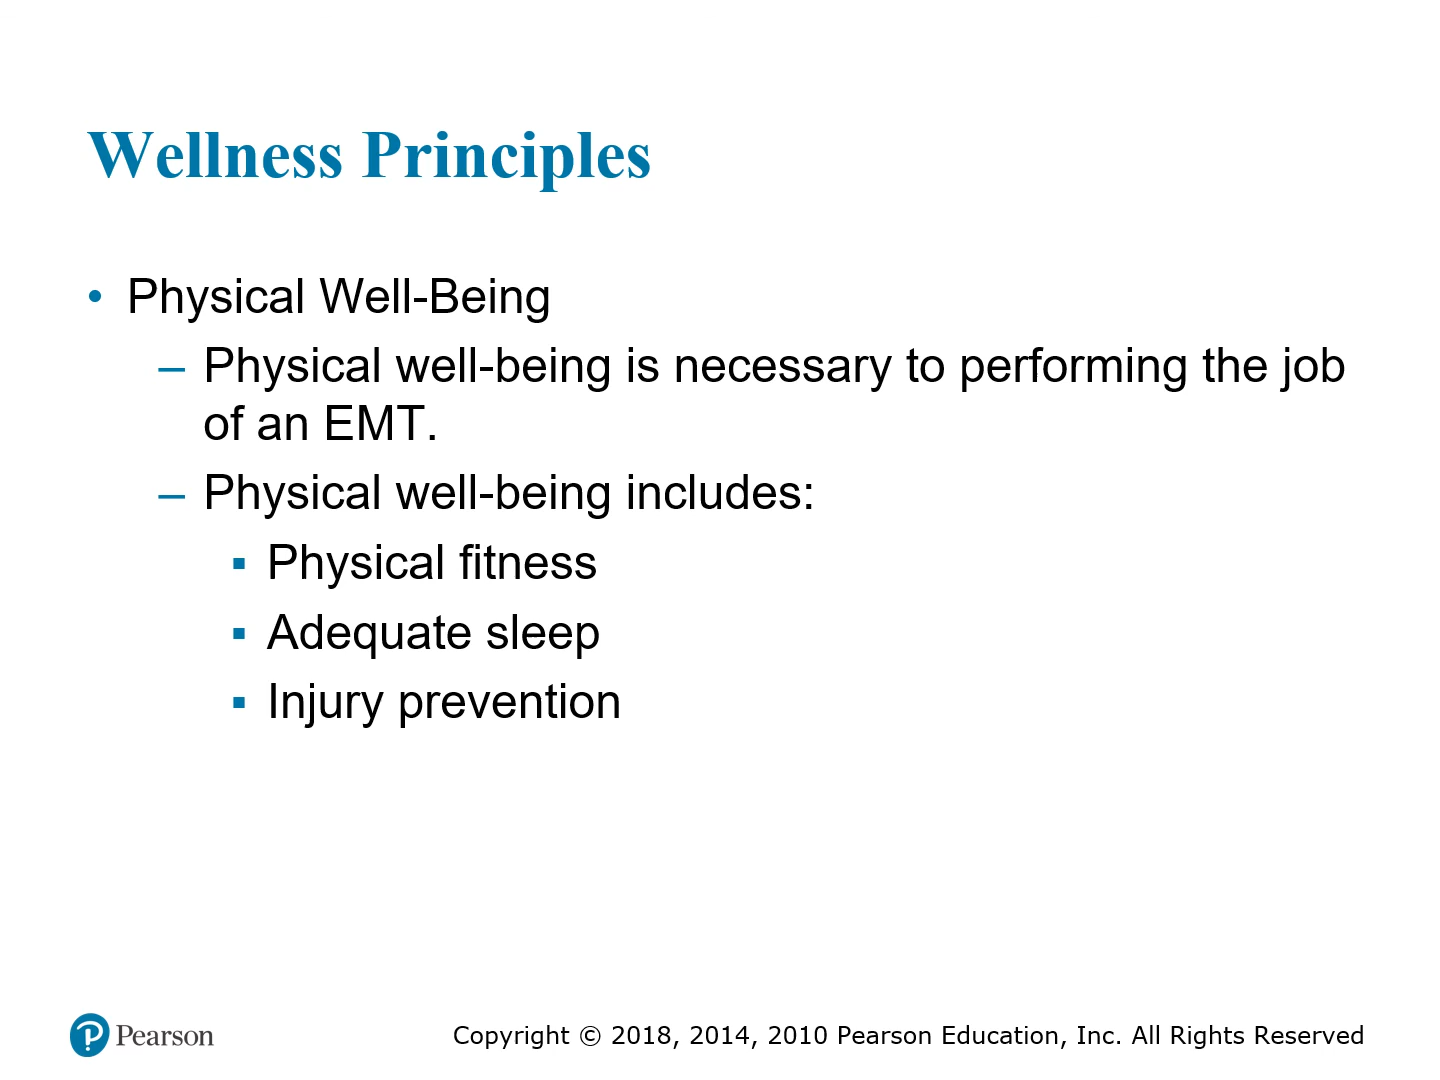 Wellness Principles
• Physical Well-Being
– Physical well-being is necessary to performing the job
of an EMT.
– Physical well-being includes:
▪ Physical fitness
▪ Adequate sleep
▪ Injury prevention
Pearson
Copyright © 2018, 2014, 2010 Pearson Education, Inc. All Rights Reserved